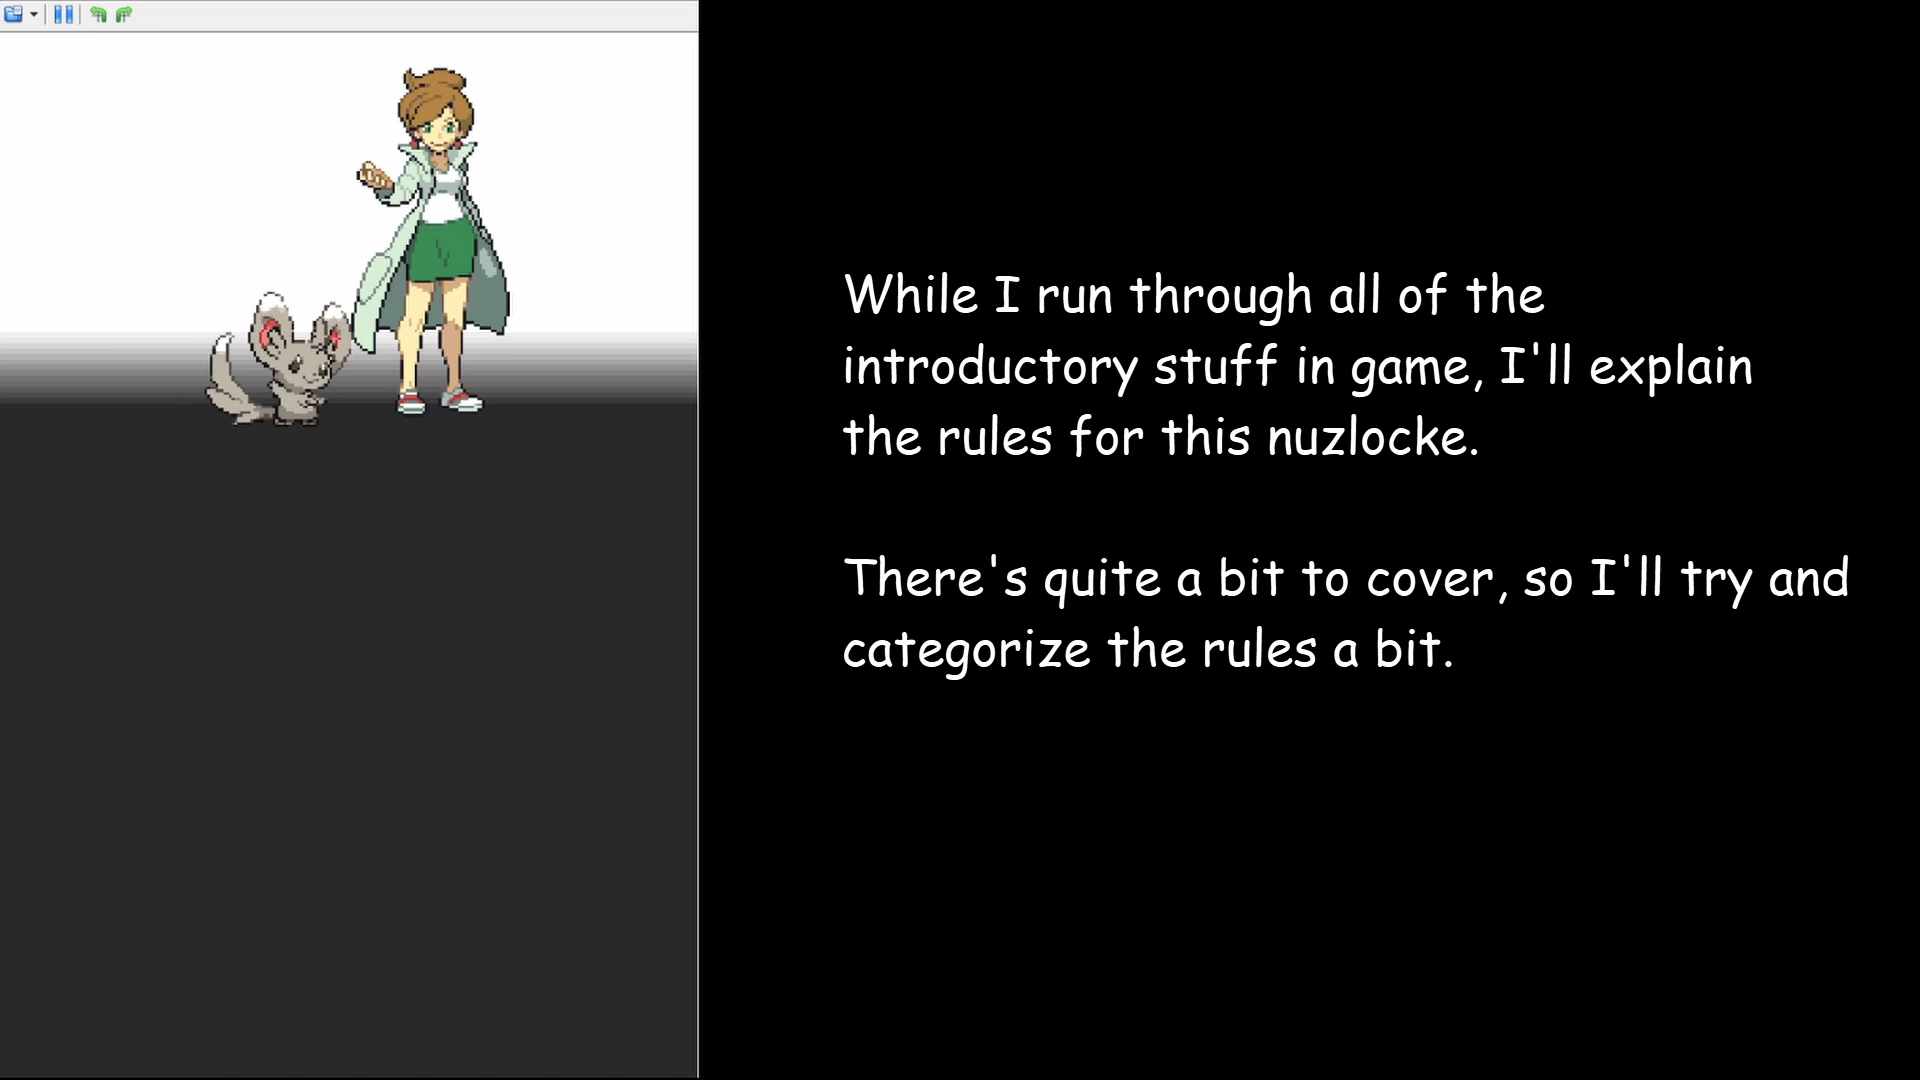 While I run through all of the
introductory stuff in game, I'll explain
the rules for this nuzlocke.
There's quite a bit to cover, so I'll try and
categorize the rules a bit.